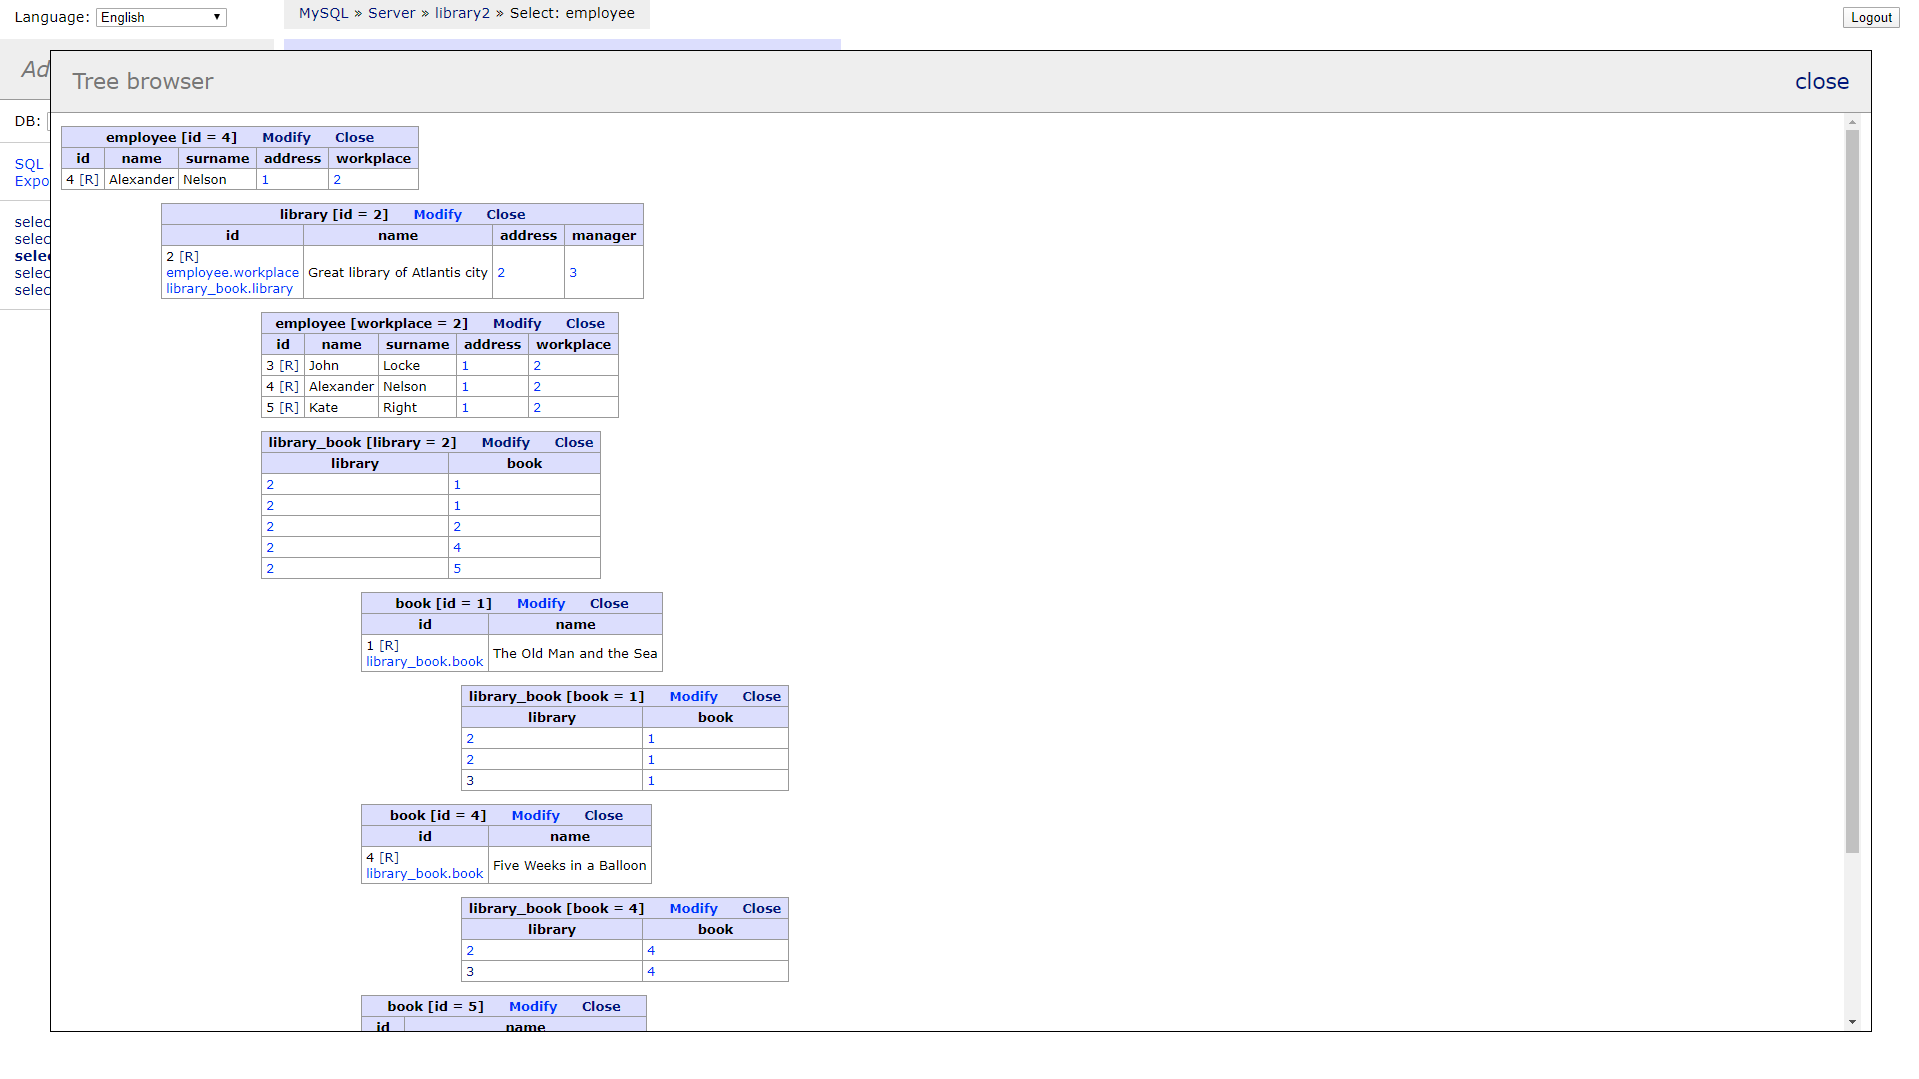 Language: English
MySQL » Server » library2 » Select: employee
Logout
Ad
Tree browser
close
DB:
SQL
Expo
selec
selec
selec
selec
selec
employee [id = 4] Modify Close
id name surname address workplace
4 [R] Alexander Nelson 1 2
library [id = 2] Modify Close
id name address manager
2 [R]
employee.workplace
library_book.library
Great library of Atlantis city 2 3
employee [workplace = 2] Modify Close
id name surname address workplace
3 [R] John Locke 1 2
4 [R] Alexander Nelson 1 2
5 [R] Kate Right 1 2
library_book [library = 2] Modify Close
library book
2 1
2 1
2 2
2 4
2 5
book [id = 1] Modify Close
id name
1 [R]
library_book.book
The Old Man and the Sea
library_book [book = 1] Modify Close
library book
2 1
2 1
3 1
book [id = 4] Modify Close
id name
4 [R]
library_book.book
Five Weeks in a Balloon
library_book [book = 4] Modify Close
library book
2 4
3 4
book [id = 5] Modify Close
id name